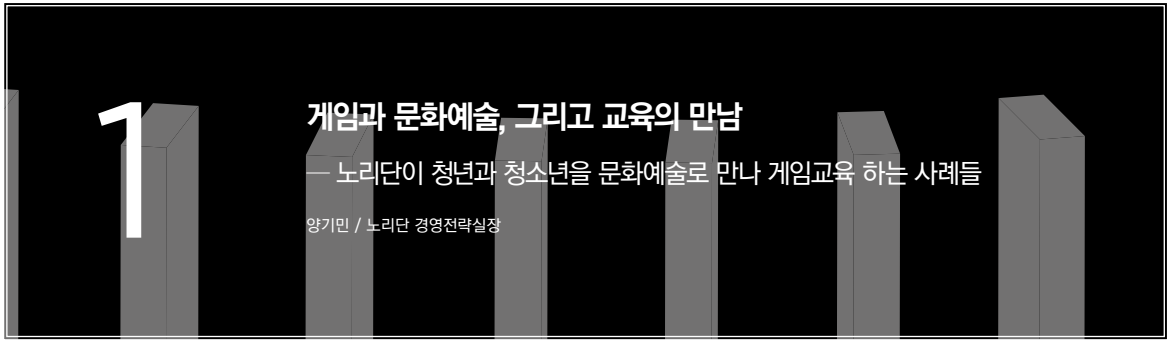 1
게임과 문화예술, 그리고 교육의 만남
— 노리단이 청년과 청소년을 문화예술로 만나 게임교육 하는 사례들
양기민 / 노리단 경영전략실장